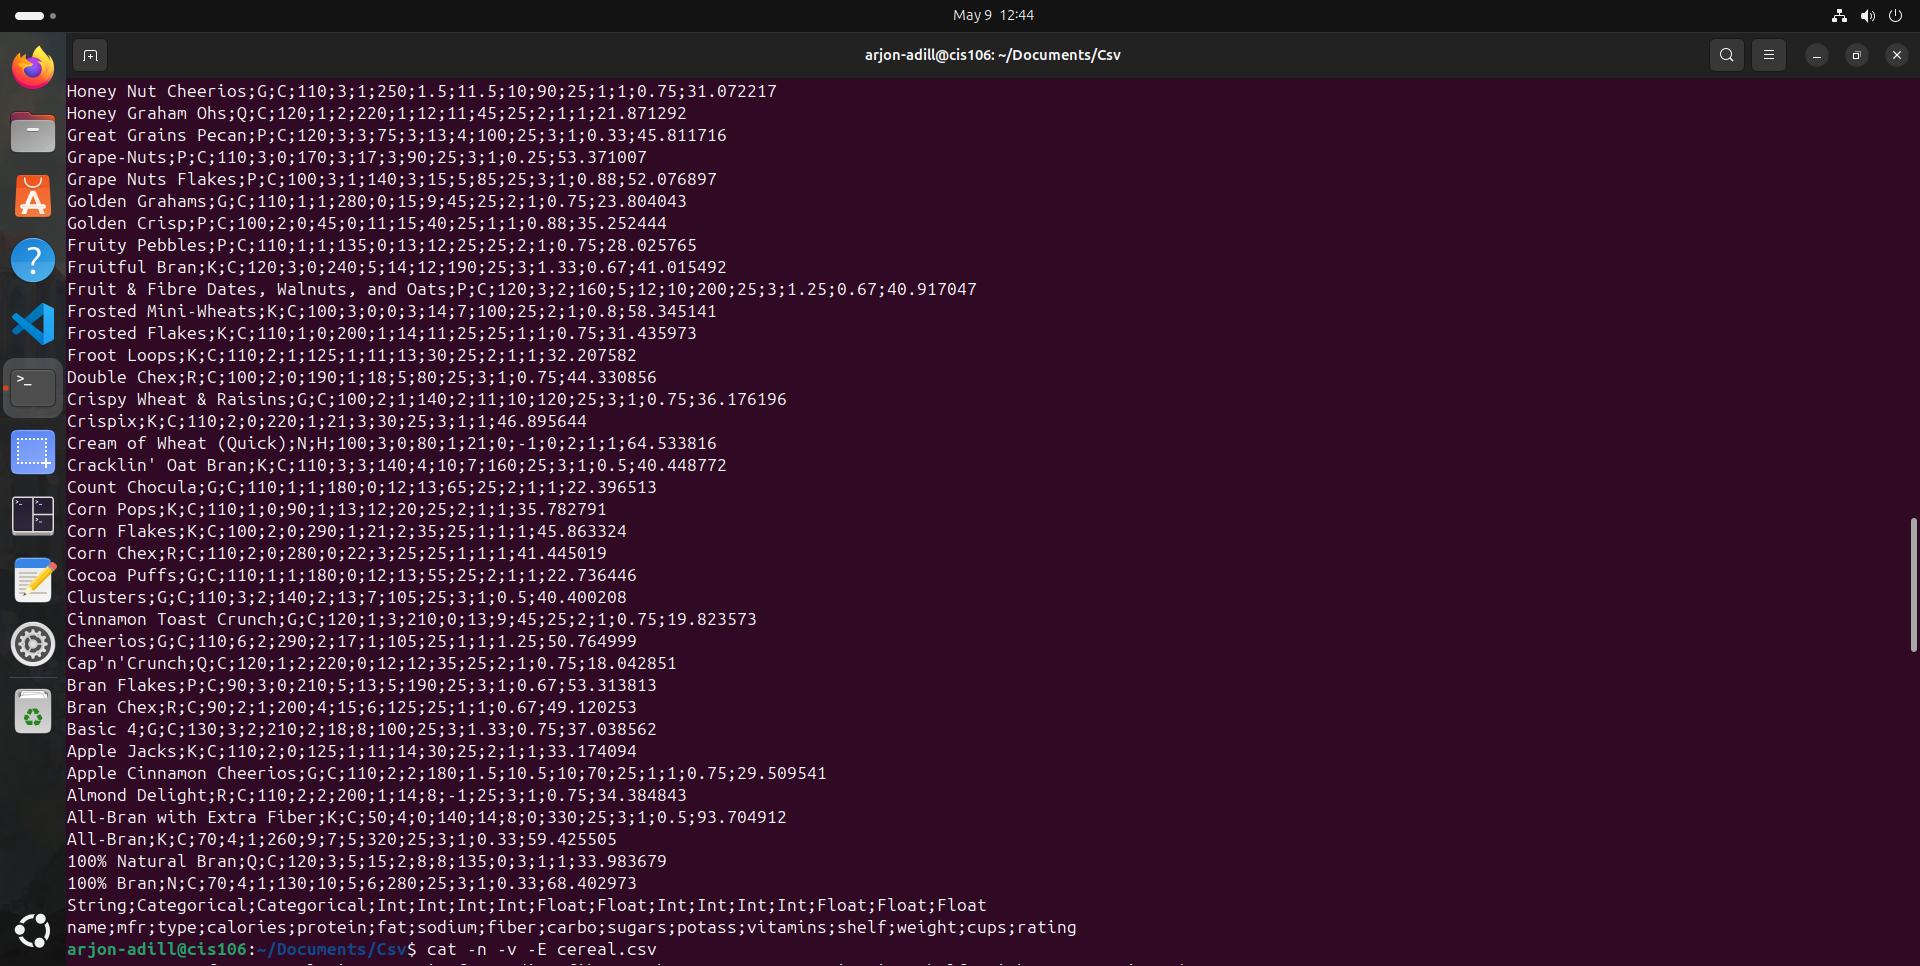 May 9 12:44
arjon-adill@cis106: ~/Documents/Csv
Honey Nut Cheerios;G;C;110;3;1;250;1.5;11.5;10;90;25;1;1;0.75;31.072217
Honey Graham Ohs;Q;C;120;1;2;220;1;12;11;45;25;2;1;1;21.871292
Great Grains Pecan;P;C;120;3;3;75;3;13;4;100;25;3;1;0.33;45.811716
Grape-Nuts;P;C;110;3;0;170;3;17;3;90;25;3;1;0.25;53.371007
Grape Nuts Flakes;P;C;100;3;1;140;3;15;5;85;25;3;1;0.88;52.076897
Golden Grahams;G;C;110;1;1;280;0;15;9;45;25;2;1;0.75;23.804043
Golden Crisp;P;C;100;2;0;45;0;11;15;40;25;1;1;0.88;35.252444
Fruity Pebbles;P;C;110;1;1;135;0;13;12;25;25;2;1;0.75;28.025765
Fruitful Bran;K;C;120;3;0;240;5;14;12;190;25;3;1.33;0.67;41.015492
Fruit & Fibre Dates, Walnuts, and Oats;P;C;120;3;2;160;5;12;10;200;25;3;1.25;0.67;40.917047
Frosted Mini-Wheats;K;C;100;3;0;0;3;14;7;100;25;2;1;0.8;58.345141
Frosted Flakes;K;C;110;1;0;200;1;14;11;25;25;1;1;0.75;31.435973
Froot Loops;K;C;110;2;1;125;1;11;13;30;25;2;1;1;32.207582
Double Chex;R;C;100;2;0;190;1;18;5;80;25;3;1;0.75;44.330856
Crispy Wheat & Raisins;G;C;100;2;1;140;2;11;10;120;25;3;1;0.75;36.176196
Crispix;K;C;110;2;0;220;1;21;3;30;25;3;1;1;46.895644
Cream of Wheat (Quick);N;H;100;3;0;80;1;21;0;-1;0;2;1;1;64.533816
Cracklin' Oat Bran;K;C;110;3;3;140;4;10;7;160;25;3;1;0.5;40.448772
Count Chocula;G;C;110;1;1;180;0;12;13;65;25;2;1;1;22.396513
Corn Pops;K;C;110;1;0;90;1;13;12;20;25;2;1;1;35.782791
Corn Flakes;K;C;100;2;0;290;1;21;2;35;25;1;1;1;45.863324
Corn Chex;R;C;110;2;0;280;0;22;3;25;25;1;1;1;41.445019
Cocoa Puffs;G;C;110;1;1;180;0;12;13;55;25;2;1;1;22.736446
Clusters;G;C;110;3;2;140;2;13;7;105;25;3;1;0.5;40.400208
Cinnamon Toast Crunch;G;C;120;1;3;210;0;13;9;45;25;2;1;0.75;19.823573
Cheerios;G;C;110;6;2;290;2;17;1;105;25;1;1;1.25;50.764999
Cap'n'Crunch;Q;C;120;1;2;220;0;12;12;35;25;2;1;0.75;18.042851
Bran Flakes;P;C;90;3;0;210;5;13;5;190;25;3;1;0.67;53.313813
Bran Chex;R;C;90;2;1;200;4;15;6;125;25;1;1;0.67;49.120253
Basic 4;G;C;130;3;2;210;2;18;8;100;25;3;1.33;0.75;37.038562
Apple Jacks;K;C;110;2;0;125;1;11;14;30;25;2;1;1;33.174094
Apple Cinnamon Cheerios;G;C;110;2;2;180;1.5;10.5;10;70;25;1;1;0.75;29.509541
Almond Delight;R;C;110;2;2;200;1;14;8;-1;25;3;1;0.75;34.384843
All-Bran with Extra Fiber;K;C;50;4;0;140;14;8;0;330;25;3;1;0.5;93.704912
All-Bran;K;C;70;4;1;260;9;7;5;320;25;3;1;0.33;59.425505
100% Natural Bran;Q;C;120;3;5;15;2;8;8;135;0;3;1;1;33.983679
100% Bran;N;C;70;4;1;130;10;5;6;280;25;3;1;0.33;68.402973
String;Categorical;Categorical;Int;Int;Int;Int;Float;Float;Int;Int;Int;Int;Float;Float;Float
name;mfr;type;calories;protein;fat;sodium;fiber;carbo;sugars;potass;vitamins;shelf;weight;cups;rating
arjon-adill@cis106:~/Documents/Csv$ cat -n -v -E cereal.csv